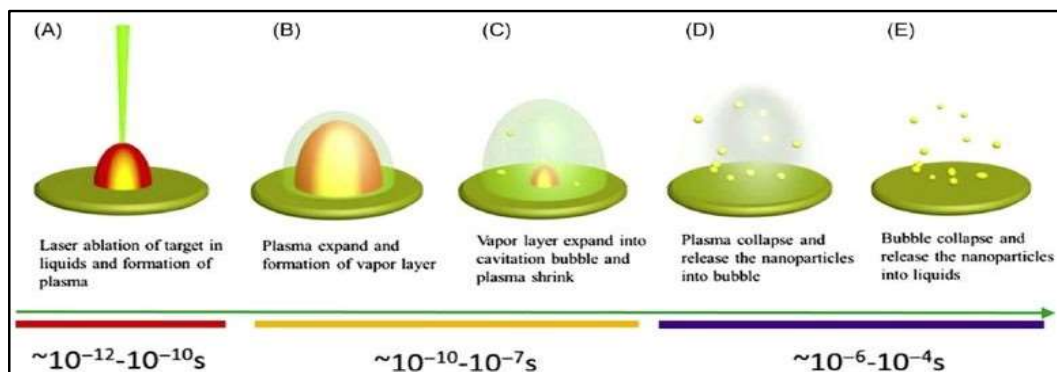 (A)
(B)
(C)
(D)
(E)
Laser ablation of target in
liquids and formation of
plasma
Plasma expand and
formation of vapor layer
Vapor layer expand into
cavitation bubble and
plasma shrink
Plasma collapse and
release the nanoparticles
into bubble
Bubble collapse and
release the nanoparticles
into liquids
~10⁻¹²-10⁻¹⁰s
~10⁻¹⁰-10⁻⁷s
~10⁻⁶-10⁻⁴s